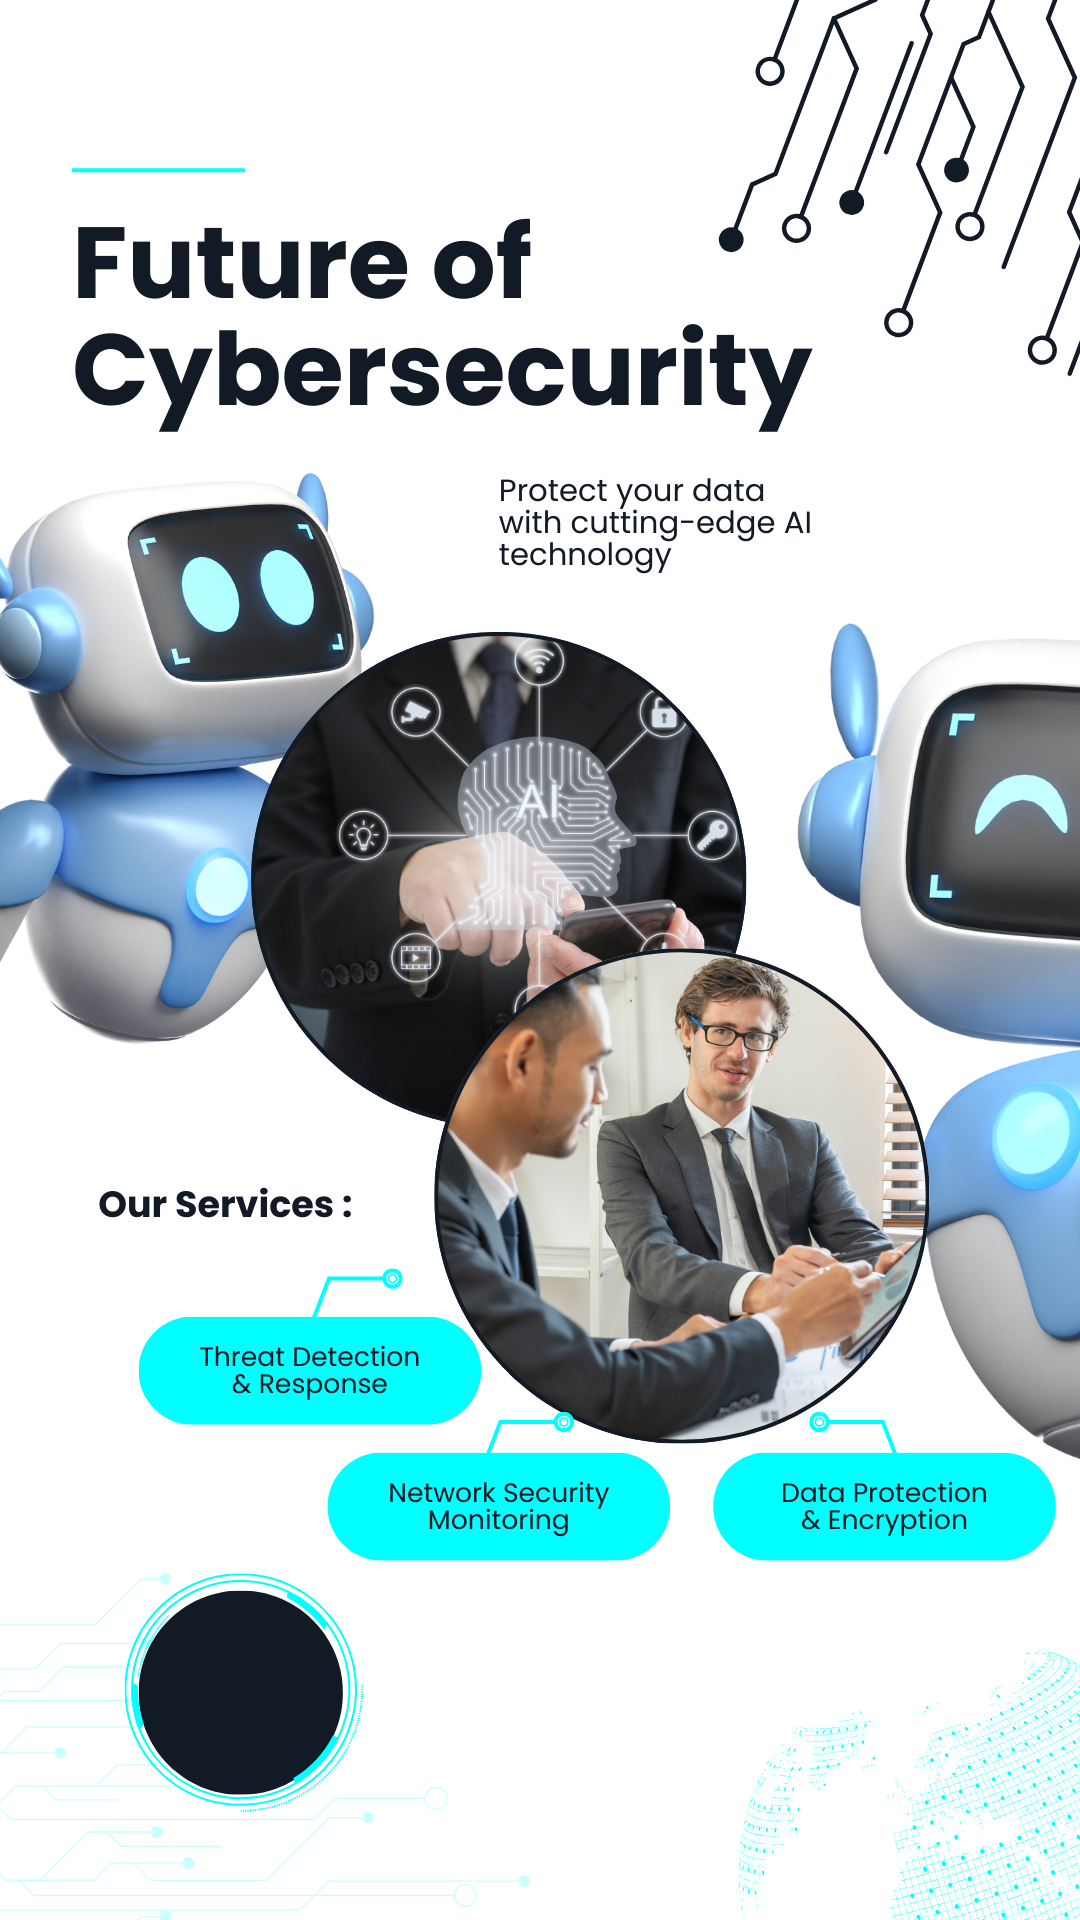 Future of
Cybersecurity
Protect your data
with cutting-edge AI
technology
AI
Our Services :
Threat Detection
& Response
Network Security
Monitoring
Data Protection
& Encryption